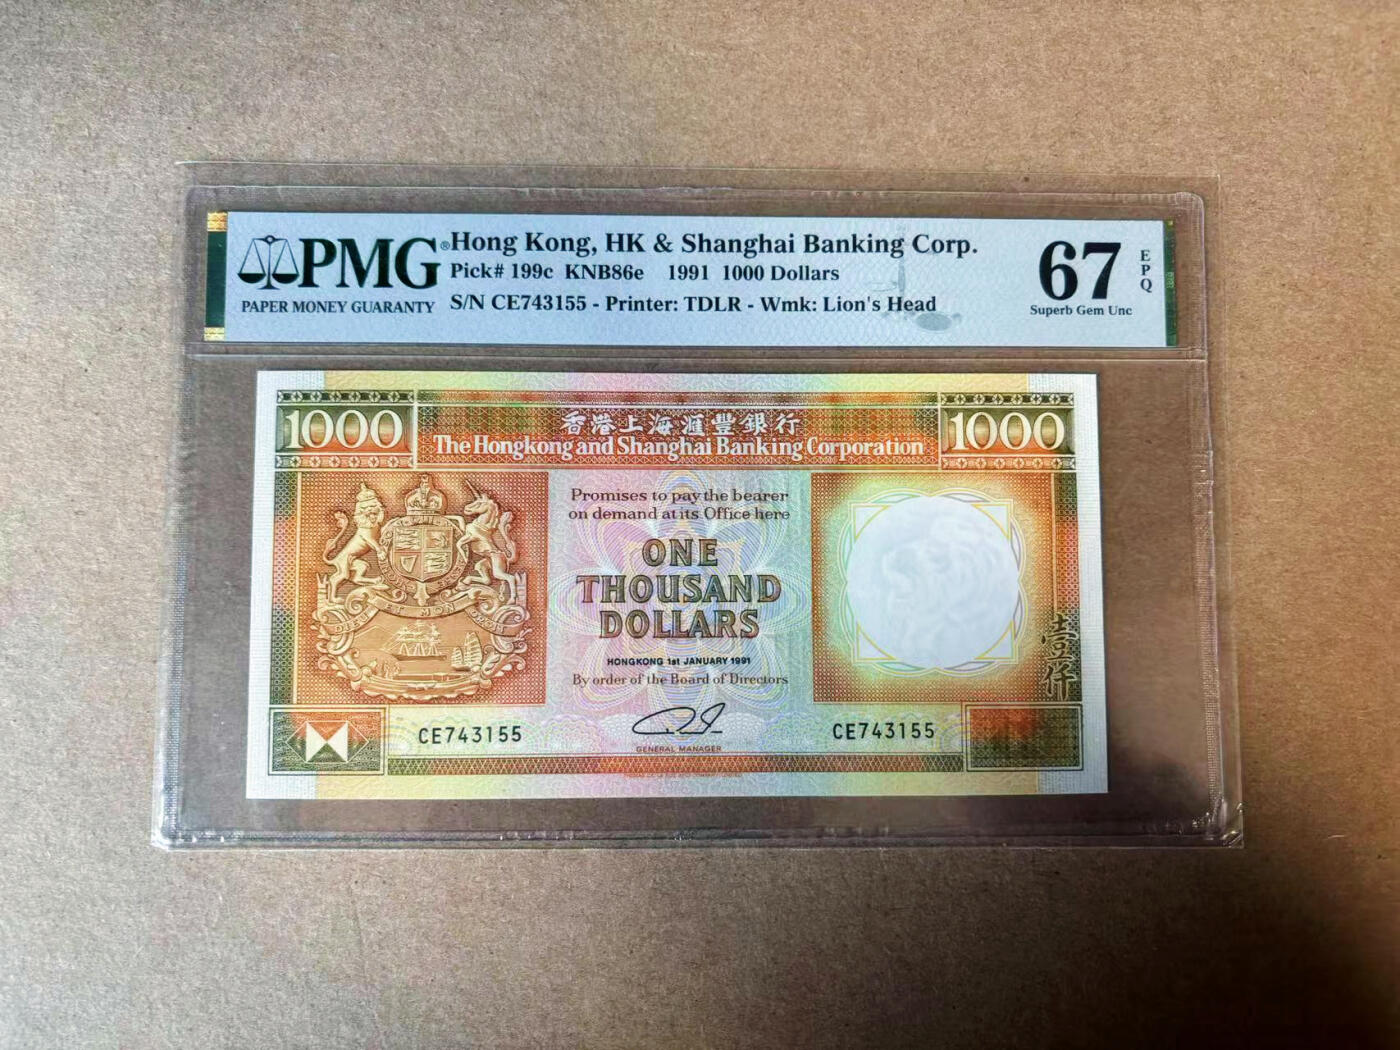 PMG®
PAPER MONEY GUARANTY
Hong Kong, HK & Shanghai Banking Corp.
Pick# 199c KNB86e 1991 1000 Dollars
S/N CE743155 - Printer: TDLR - Wmk: Lion's Head
67
EPQ
Superb Gem Unc
1000
香港上海滙豐銀行
The Hongkong and Shanghai Banking Corporation
1000
Promises to pay the bearer
on demand at its Office here
ONE
THOUSAND
DOLLARS
HONGKONG 1st JANUARY 1991
By order of the Board of Directors
壹仟
CE743155
GENERAL MANAGER
CE743155